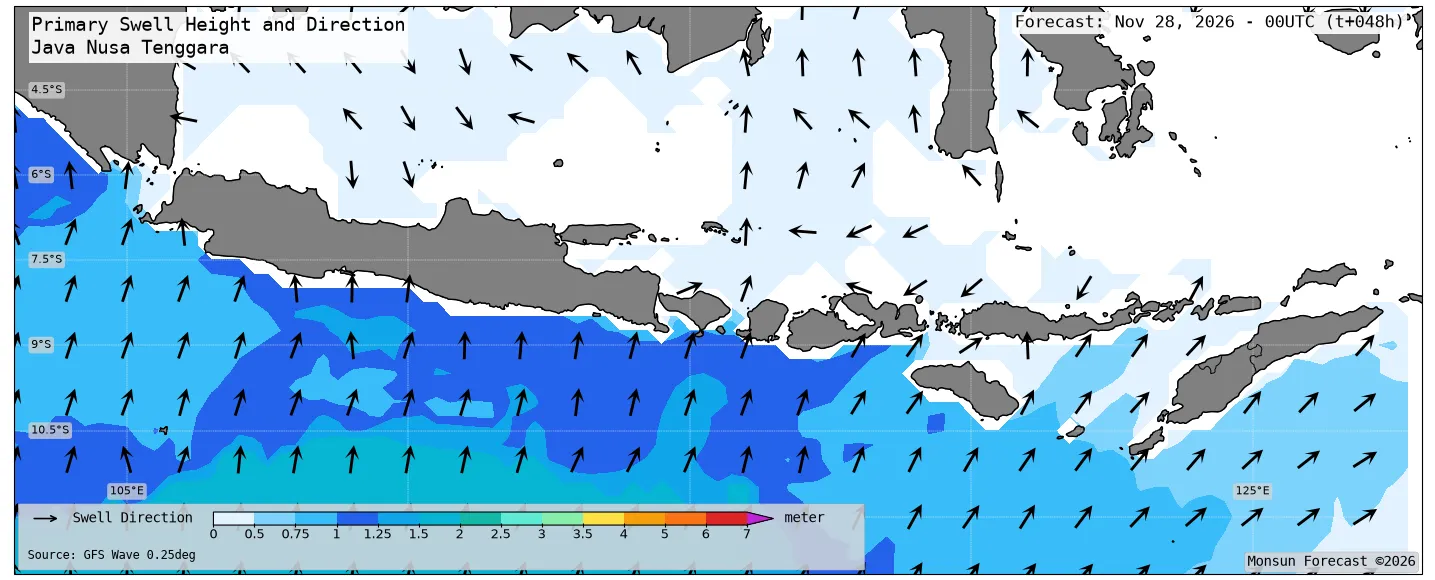 Primary Swell Height and Direction
Java Nusa Tenggara
Forecast: Nov 28, 2026 - 00UTC (t+048h)
4.5°S
6°S
7.5°S
9°S
10.5°S
105°E
125°E
Swell Direction
0 0.5 0.75 1 1.25 1.5 2 2.5 3 3.5 4 5 6 7
meter
Source: GFS Wave 0.25deg
Monsun Forecast ©2026